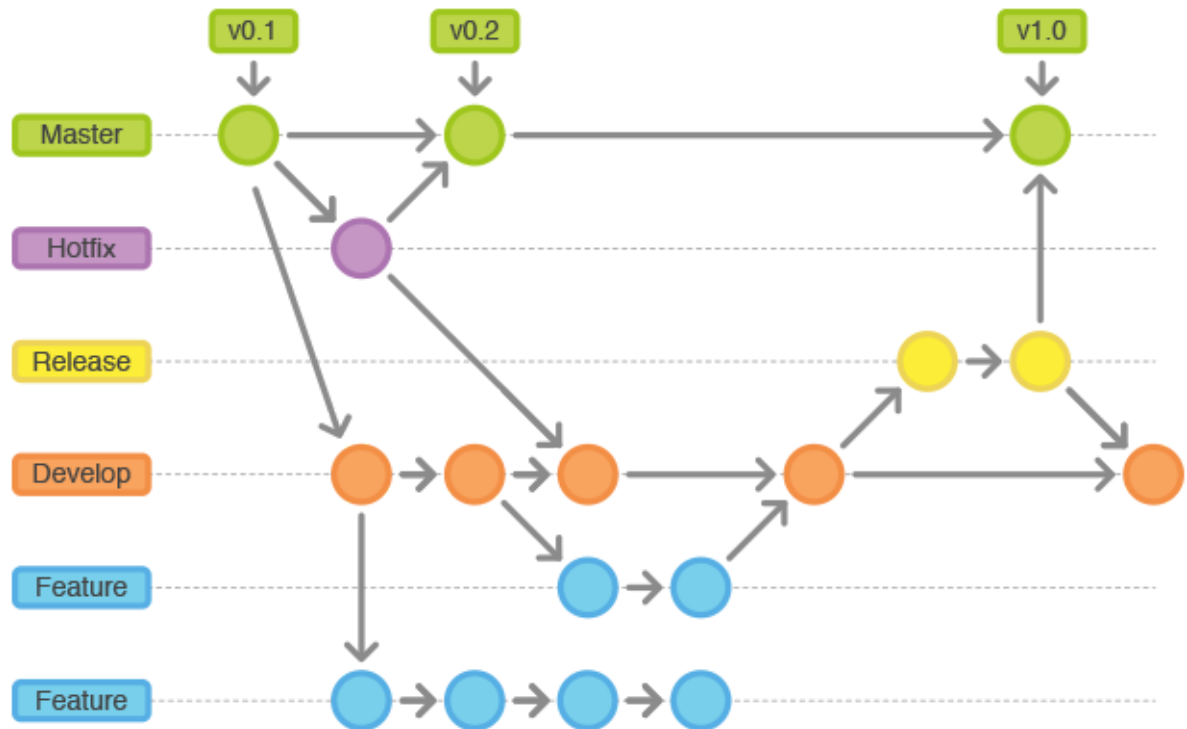 v0.1
v0.2
v1.0
Master
Hotfix
Release
Develop
Feature
Feature